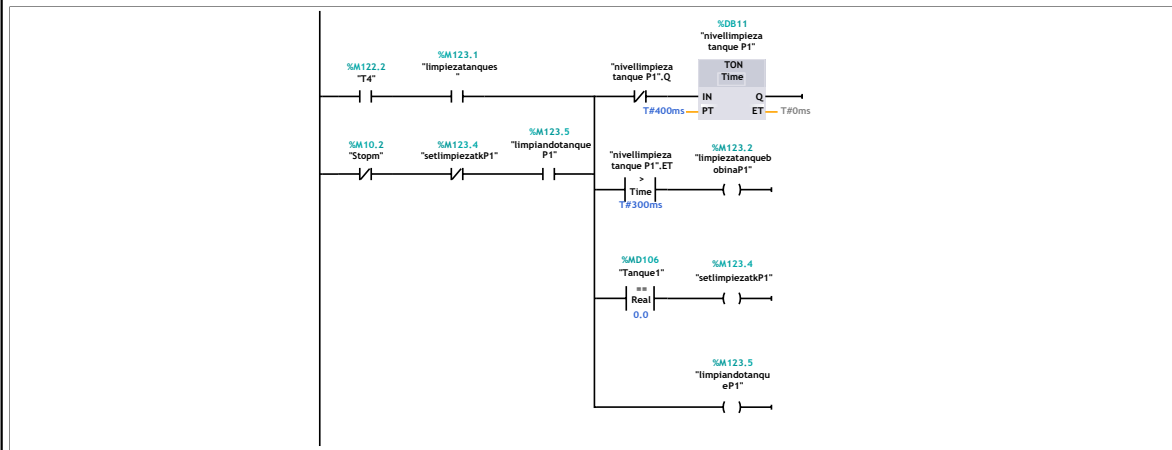 %DB11
"nivellimpieza
tanque P1"
%M122.2
"T4"
%M123.1
"limpiezatanques
"
"nivellimpieza
tanque P1".Q
TON
Time
IN
Q
T#400ms
PT
ET
T#0ms
%M10.2
"Stopm"
%M123.4
"setlimpiezatkP1"
%M123.5
"limpiandotanque
P1"
"nivellimpieza
tanque P1".ET
>
Time
T#300ms
%M123.2
"limpiezatanqueb
obinaP1"
%MD106
"Tanque1"
==
Real
0.0
%M123.4
"setlimpiezatkP1"
%M123.5
"limpiandotanqu
eP1"